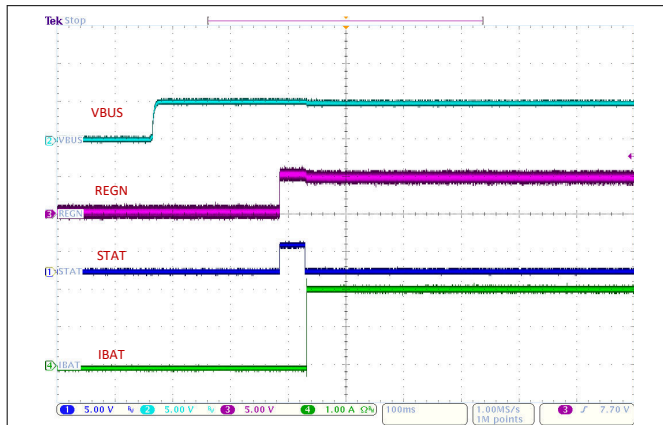 Tek Stop
VBUS
2 VBUS
REGN
3 REGN
STAT
1 STAT
IBAT
4 IBAT
1 5.00 V 2 5.00 V 3 5.00 V 4 1.00 A Ω 100ms 1.00MS/s 3 7.70 V
1M points